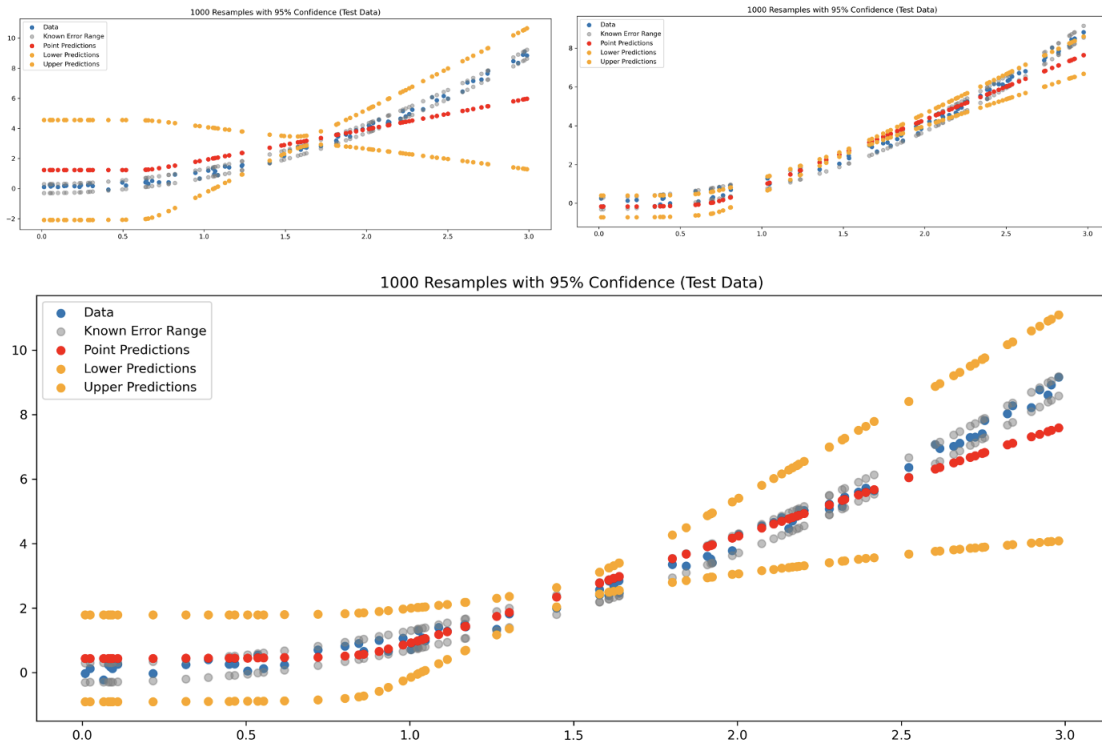 1000 Resamples with 95% Confidence (Test Data)
Data
Known Error Range
Point Predictions
Lower Predictions
Upper Predictions
10
8
6
4
2
0
−2
0.0 0.5 1.0 1.5 2.0 2.5 3.0
1000 Resamples with 95% Confidence (Test Data)
Data
Known Error Range
Point Predictions
Lower Predictions
Upper Predictions
8
6
4
2
0
0.0 0.5 1.0 1.5 2.0 2.5 3.0
1000 Resamples with 95% Confidence (Test Data)
Data
Known Error Range
Point Predictions
Lower Predictions
Upper Predictions
10
8
6
4
2
0
0.0 0.5 1.0 1.5 2.0 2.5 3.0